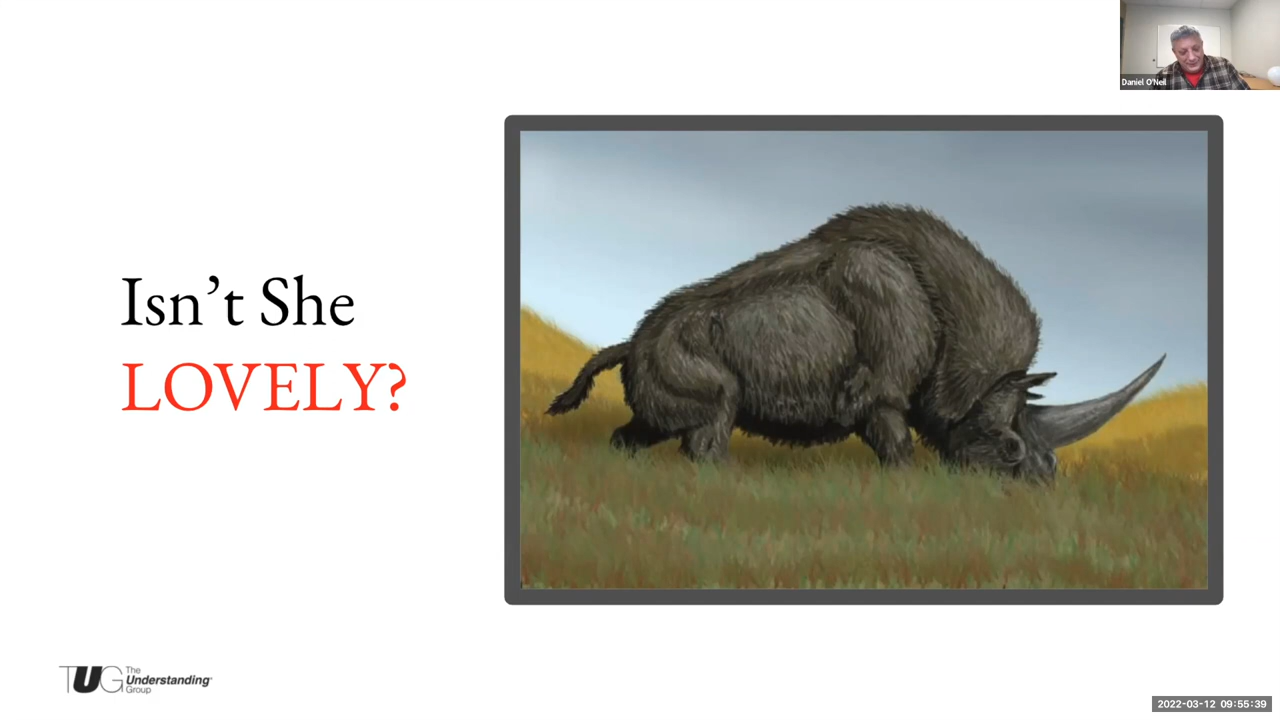 Daniel O'Neil
Isn’t She
LOVELY?
TUG The
Understanding
Group
2022-03-12 09:55:39